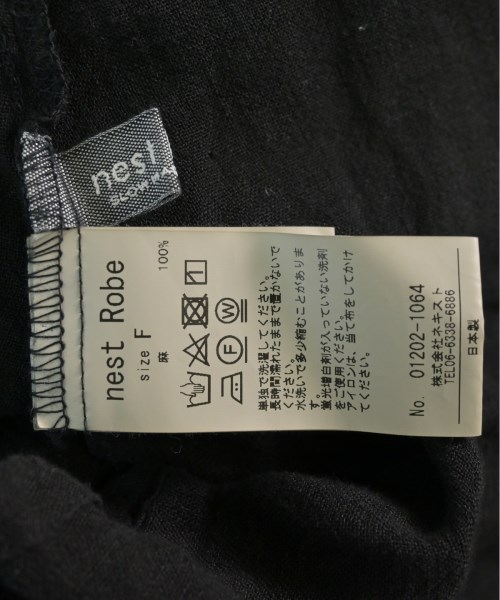 nest
nest Robe
size F
麻 100%
単独で洗濯してください。
長時間濡れたままで置かないで
ください。
水洗いで多少縮むことがありま
す。
蛍光増白剤が入っていない洗剤
をご使用ください。
アイロンは、当て布をしてかけ
てください。
No. 01202-1064
株式会社ネキスト
TEL06-6338-6886
日本製